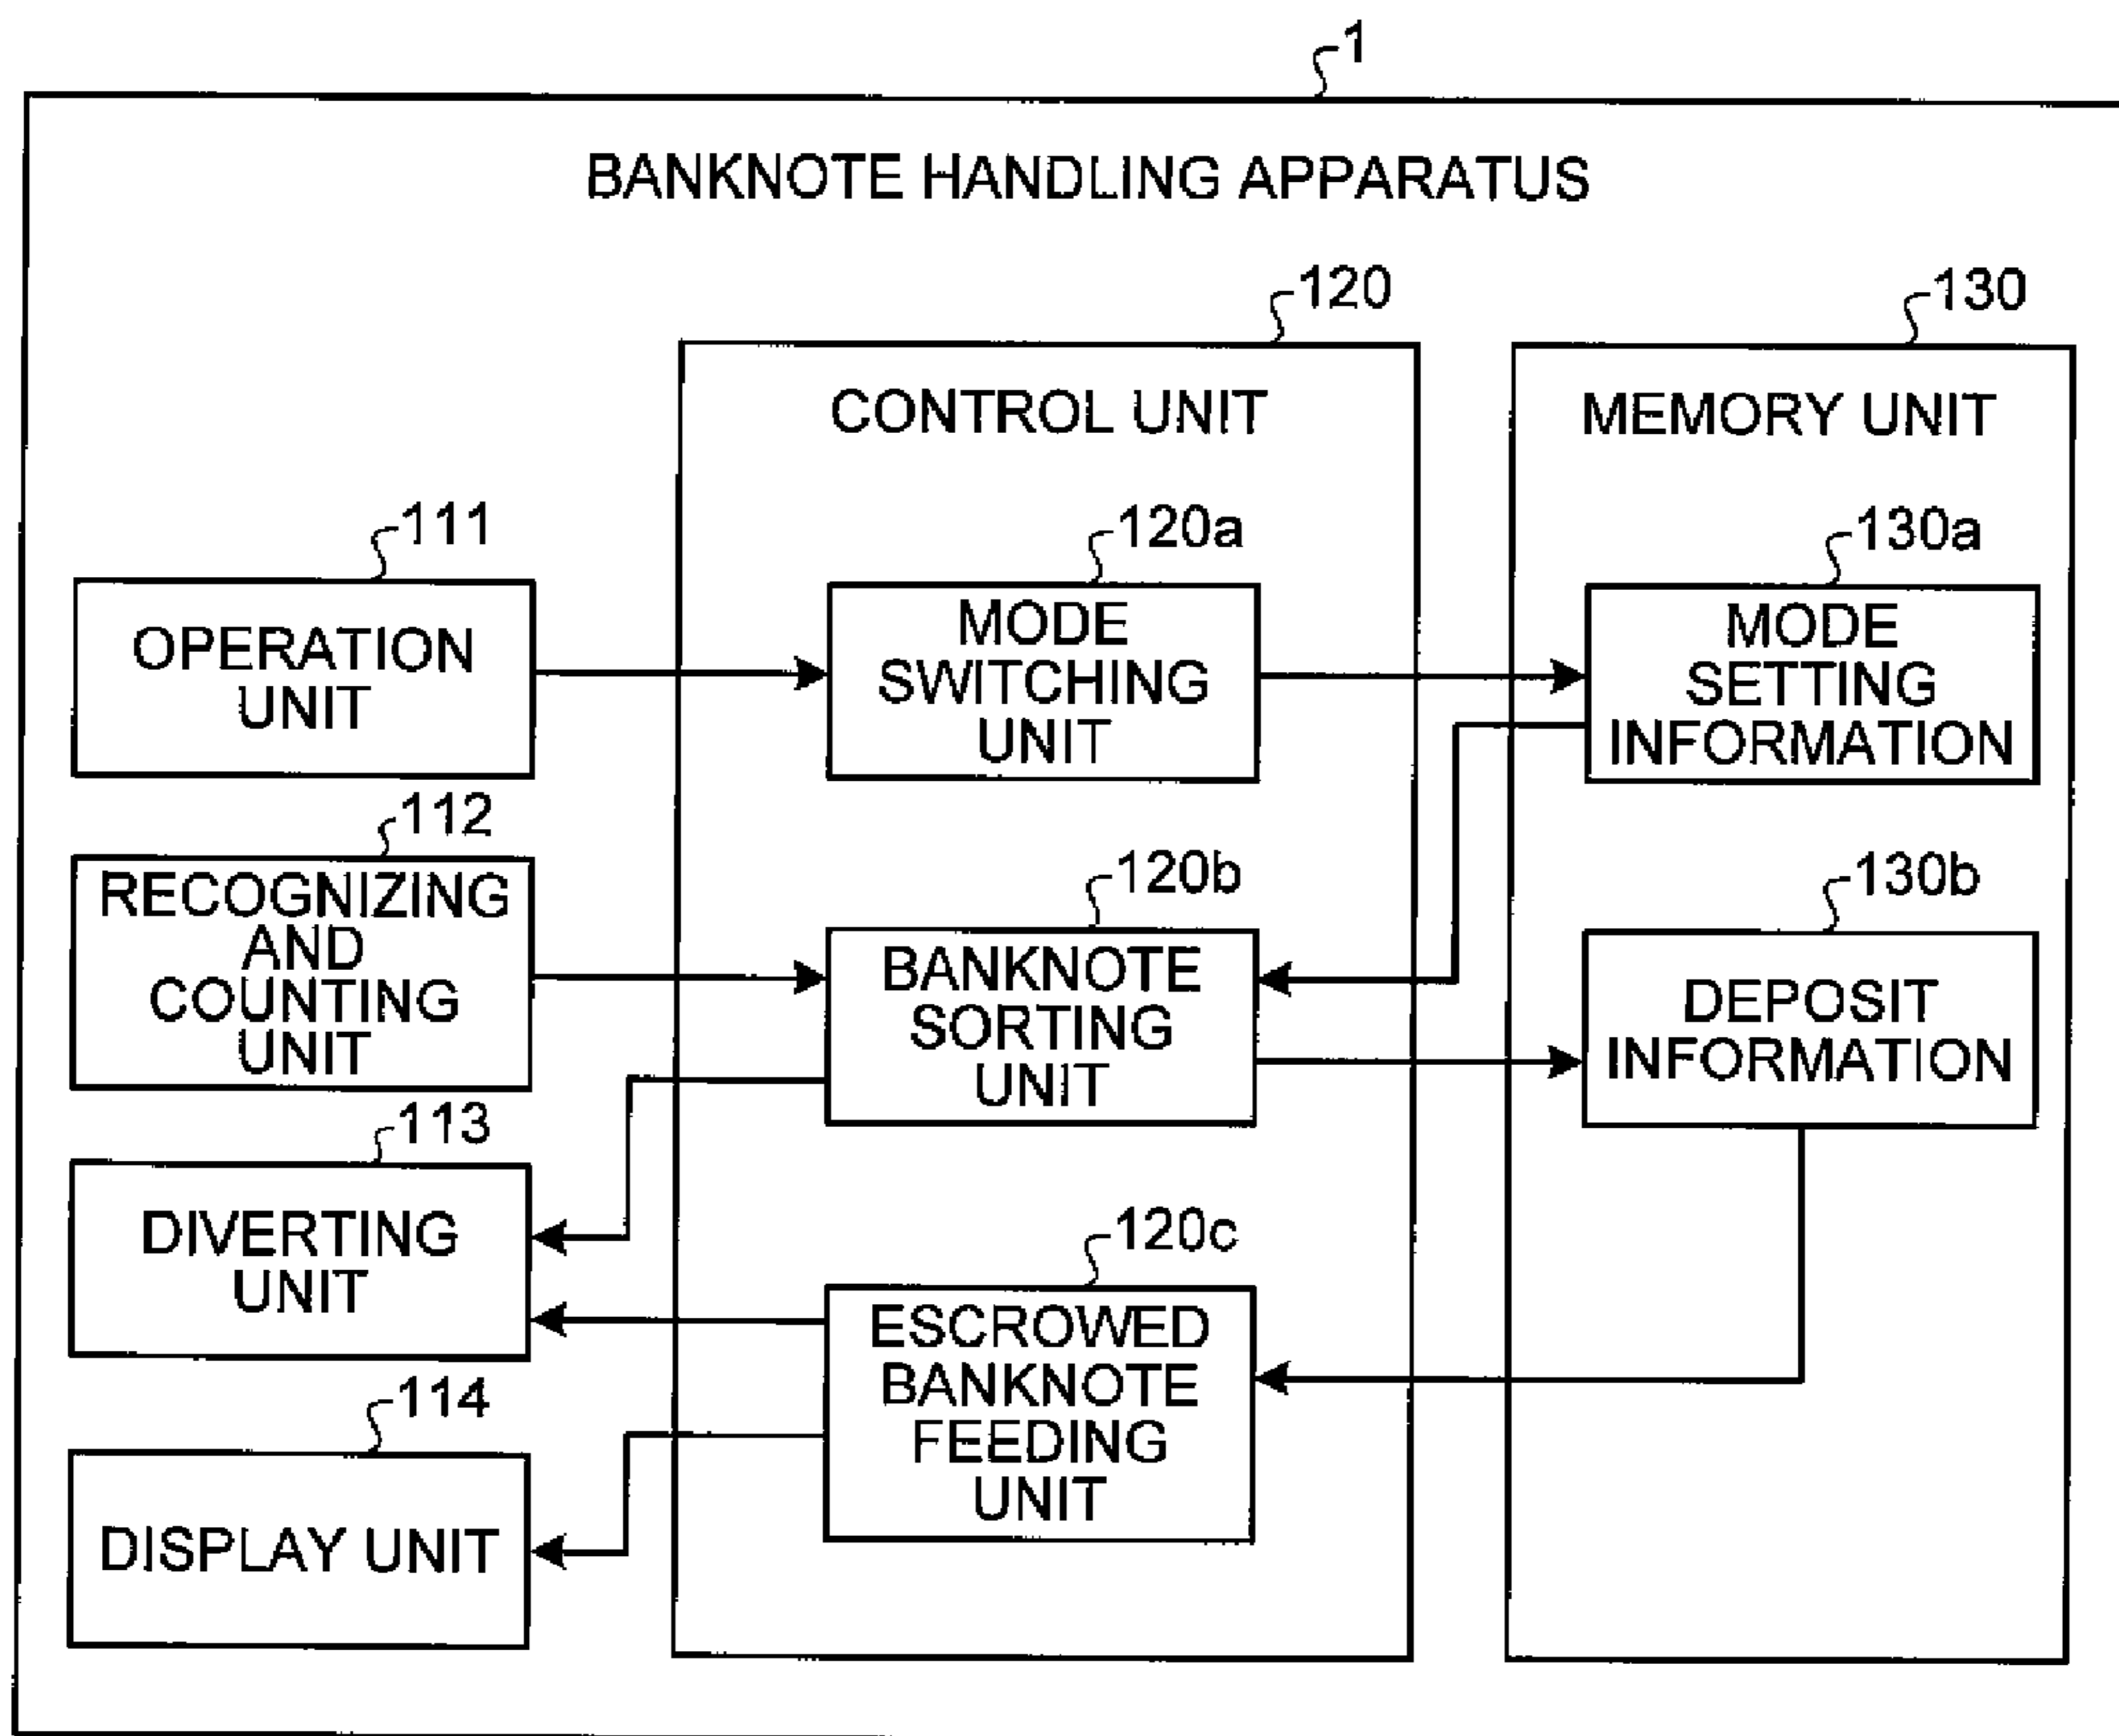 1
BANKNOTE HANDLING APPARATUS
120
130
CONTROL UNIT
MEMORY UNIT
111
120a
130a
OPERATION
UNIT
MODE
SWITCHING
UNIT
MODE
SETTING
INFORMATION
112
120b
130b
RECOGNIZING
AND
COUNTING
UNIT
BANKNOTE
SORTING
UNIT
DEPOSIT
INFORMATION
113
120c
DIVERTING
UNIT
ESCROWED
BANKNOTE
FEEDING
UNIT
114
DISPLAY UNIT